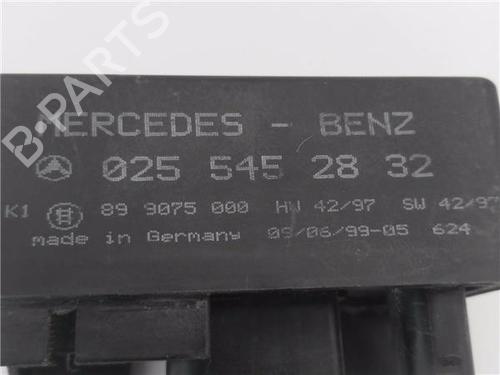 MERCEDES - BENZ
025 545 28 32
K1 89 9075 000 HW 42/97 SW 42/97
made in Germany 09/06/99-05 624
B-PARTS